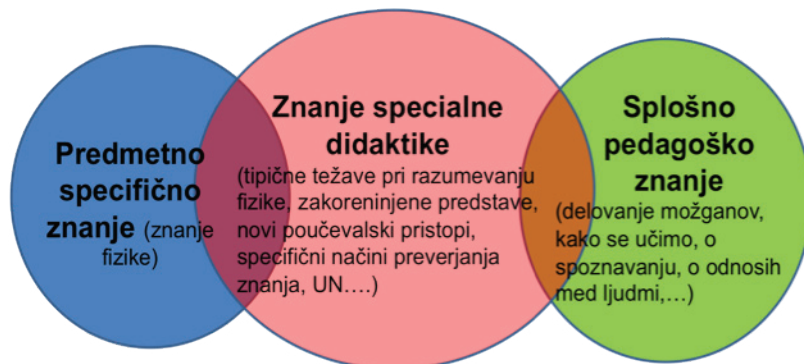 Predmetno
specifično
znanje (znanje
fizike)
Znanje specialne
didaktike
(tipične težave pri razumevanju
fizike, zakoreninjene predstave,
novi poučevalski pristopi,
specifični načini preverjanja
znanja, UN….)
Splošno
pedagoško
znanje
(delovanje možganov,
kako se učimo, o
spoznavanju, o odnosih
med ljudmi,…)